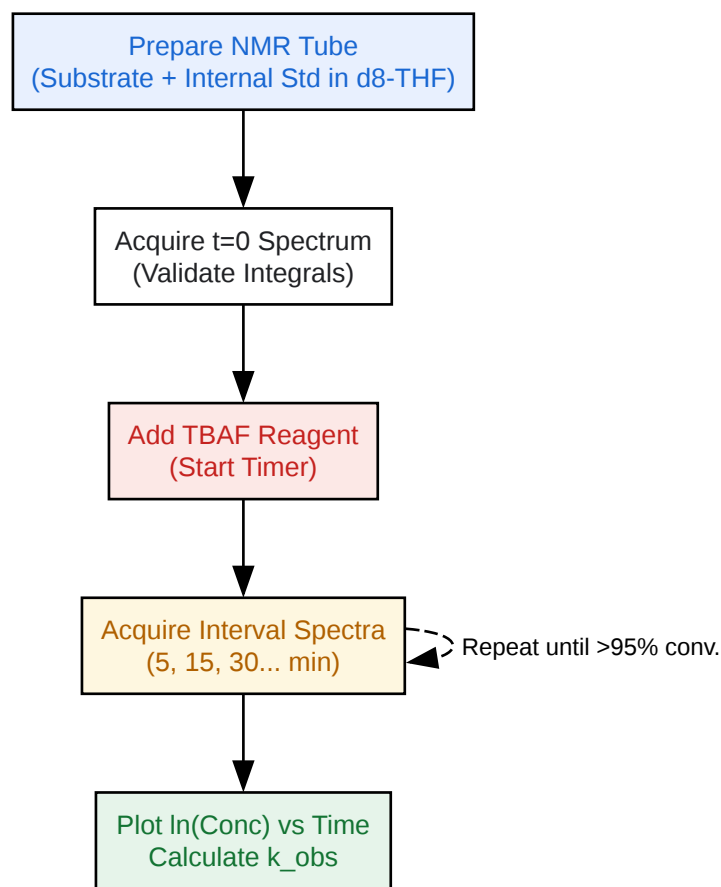 Prepare NMR Tube
(Substrate + Internal Std in d8-THF)
Acquire t=0 Spectrum
(Validate Integrals)
Add TBAF Reagent
(Start Timer)
Acquire Interval Spectra
(5, 15, 30... min)
Repeat until >95% conv.
Plot ln(Conc) vs Time
Calculate k_obs